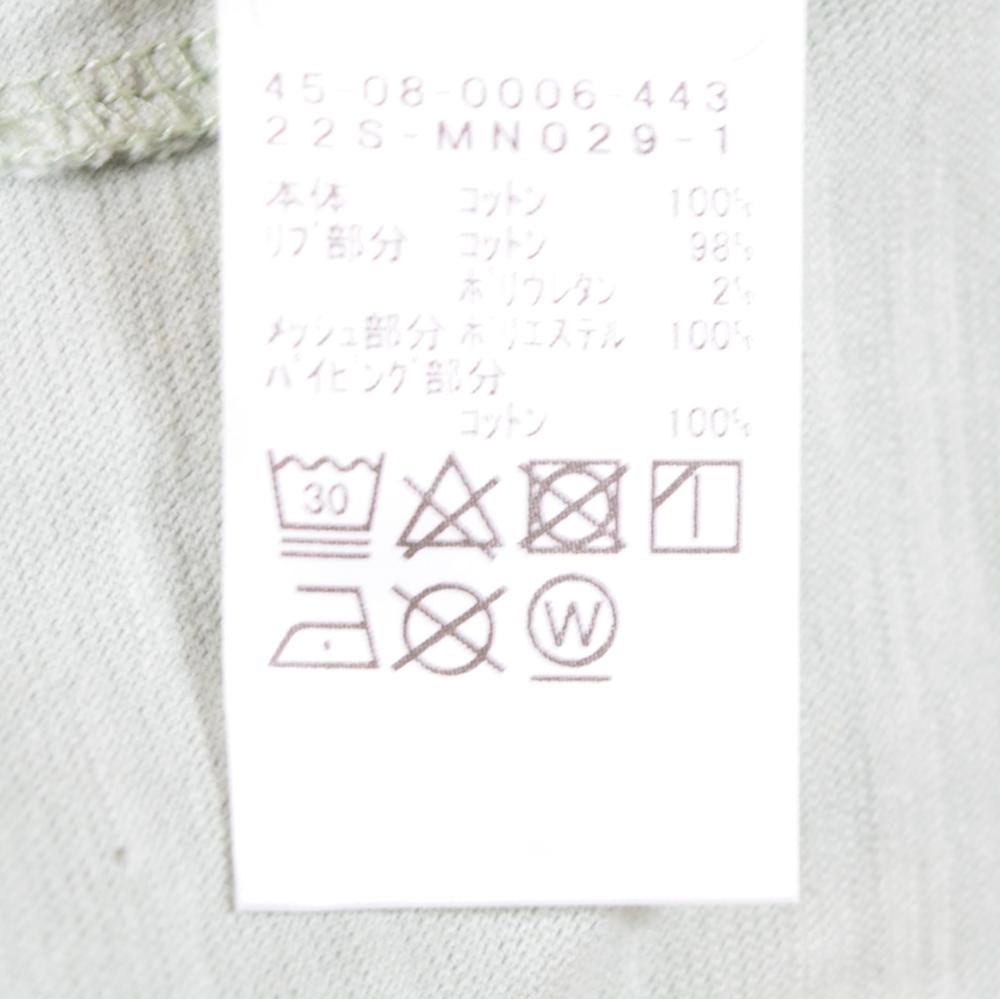 45-08-0006-443
22S-MN029-1
本体 コットン 100%
リブ部分 コットン 98%
ポリウレタン 2%
メッシュ部分 ポリエステル 100%
パイピング部分
コットン 100%
30
W